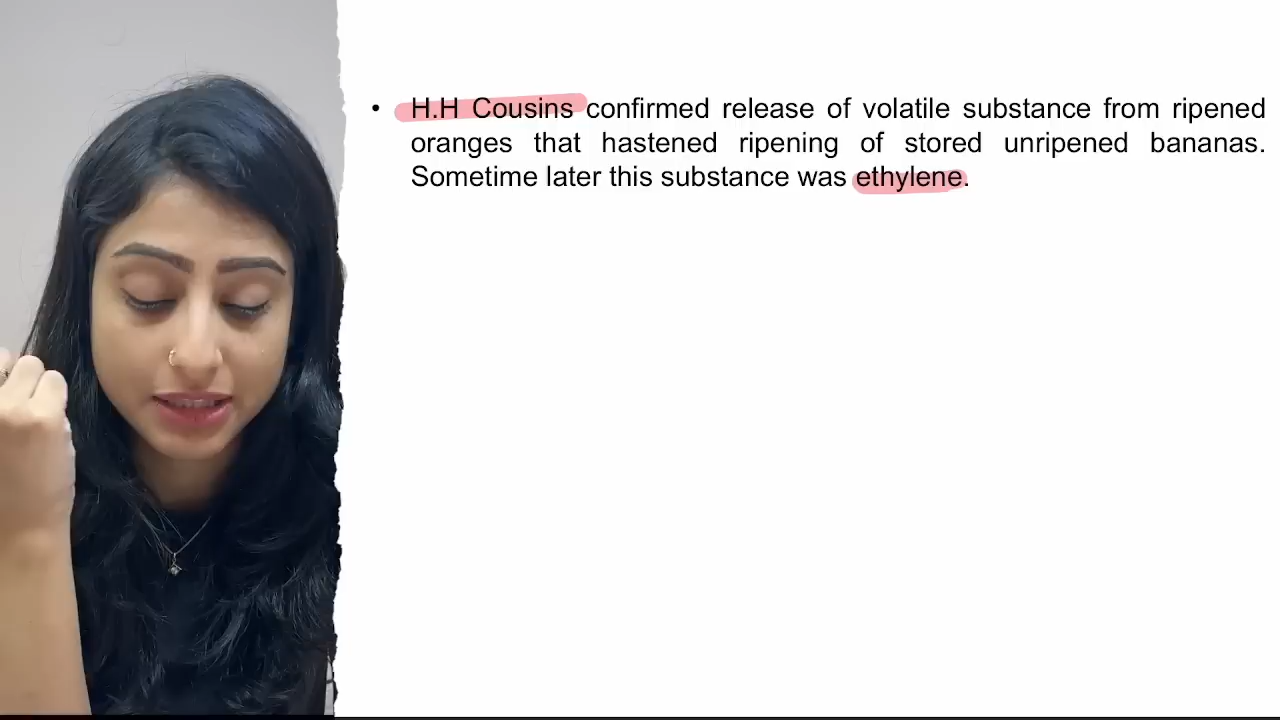 • H.H Cousins confirmed release of volatile substance from ripened
oranges that hastened ripening of stored unripened bananas.
Sometime later this substance was ethylene.